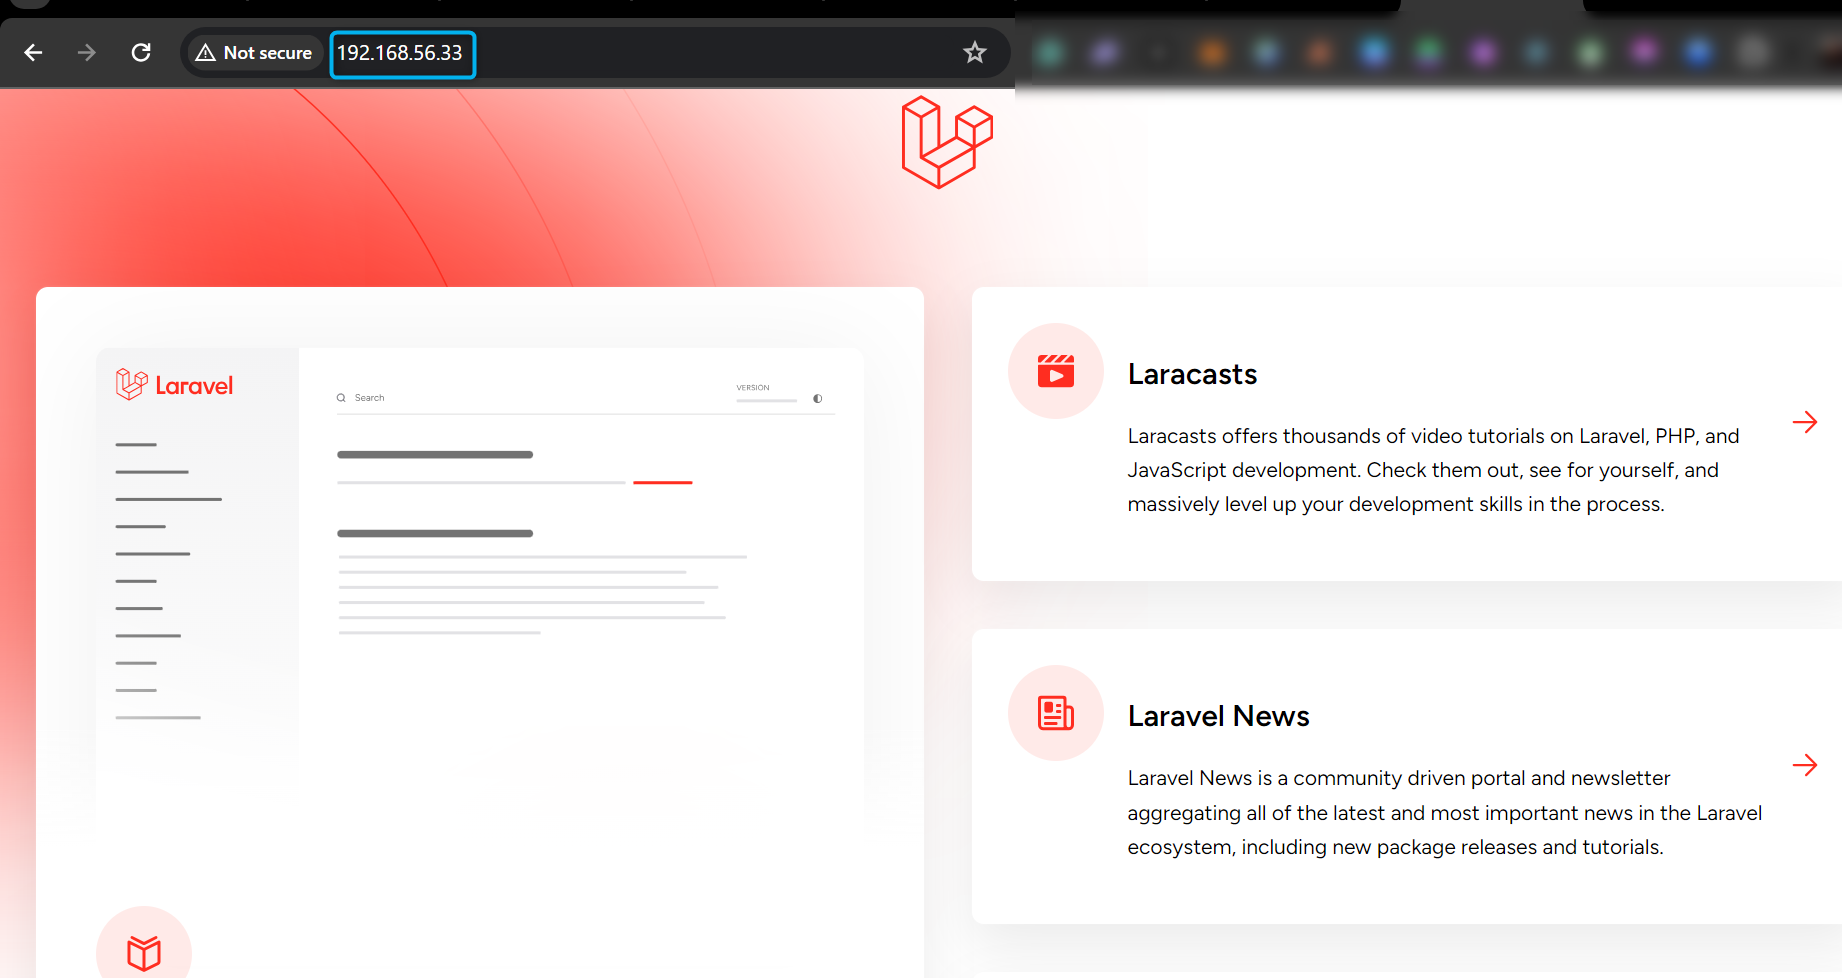 Not secure
192.168.56.33
Laravel
Search
VERSION
Laracasts
Laracasts offers thousands of video tutorials on Laravel, PHP, and
JavaScript development. Check them out, see for yourself, and
massively level up your development skills in the process.
Laravel News
Laravel News is a community driven portal and newsletter
aggregating all of the latest and most important news in the Laravel
ecosystem, including new package releases and tutorials.